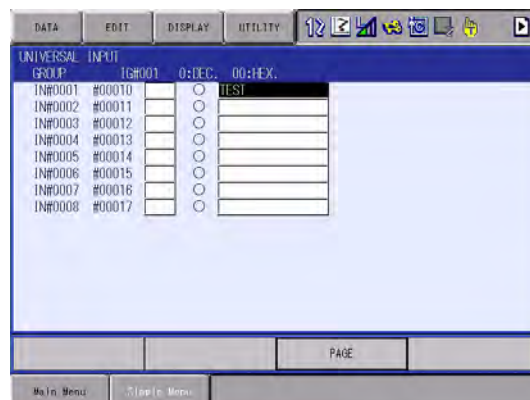 DATA EDIT DISPLAY UTILITY
UNIVERSAL INPUT
GROUP IG#001 0:DEC. 00:HEX.
IN#0001 #00010 TEST
IN#0002 #00011
IN#0003 #00012
IN#0004 #00013
IN#0005 #00014
IN#0006 #00015
IN#0007 #00016
IN#0008 #00017
PAGE
Main Menu Simple Menu